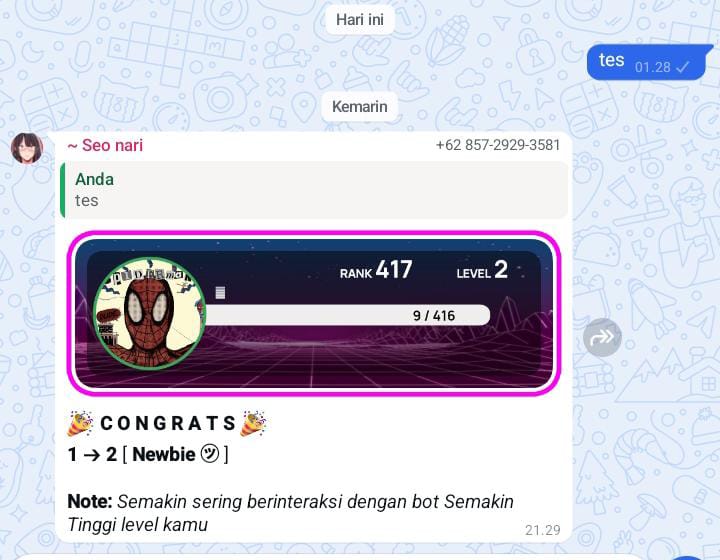 Hari ini
tes 01.28
Kemarin
~ Seo nari +62 857-2929-3581
Anda
tes
RANK 417 LEVEL 2
9 / 416
🎉 C O N G R A T S 🎉
1 → 2 [ Newbie ㋡ ]
Note: Semakin sering berinteraksi dengan bot Semakin
Tinggi level kamu
21.29